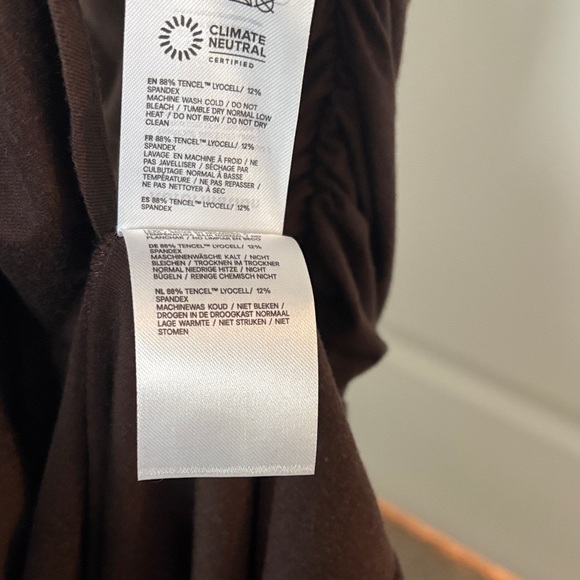 CLIMATE
NEUTRAL
CERTIFIED
EN 88% TENCEL™ LYOCELL/ 12%
SPANDEX
MACHINE WASH COLD / DO NOT
BLEACH / TUMBLE DRY NORMAL LOW
HEAT / DO NOT IRON / DO NOT DRY
CLEAN
FR 88% TENCEL™ LYOCELL/ 12%
SPANDEX
LAVAGE EN MACHINE À FROID / NE
PAS JAVELLISER / SÉCHAGE PAR
CULBUTAGE NORMAL À BASSE
TEMPÉRATURE / NE PAS REPASSER /
NE PAS NETTOYER À SEC
ES 88% TENCEL™ LYOCELL/ 12%
SPANDEX
PLANCHAR / NO LIMPIAR EN SECO
DE 88% TENCEL™ LYOCELL/ 12%
SPANDEX
MASCHINENWÄSCHE KALT / NICHT
BLEICHEN / TROCKNEN IM TROCKNER
NORMAL NIEDRIGE HITZE / NICHT
BÜGELN / REINIGE CHEMISCH NICHT
NL 88% TENCEL™ LYOCELL/ 12%
SPANDEX
MACHINEWAS KOUD / NIET BLEKEN /
DROGEN IN DE DROOGKAST NORMAAL
LAGE WARMTE / NIET STRIJKEN / NIET
STOMEN